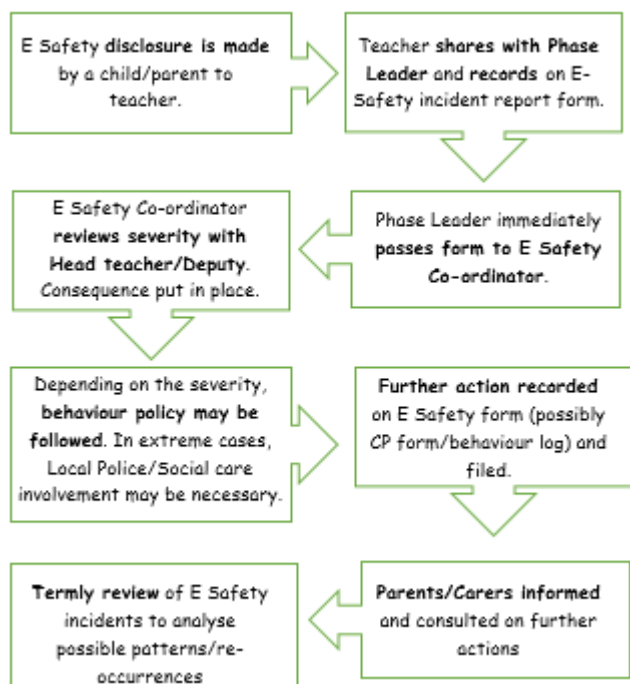 E Safety disclosure is made
by a child/parent to
teacher.
Teacher shares with Phase
Leader and records on E-
Safety incident report form.
Phase Leader immediately
passes form to E Safety
Co-ordinator.
E Safety Co-ordinator
reviews severity with
Head teacher/Deputy.
Consequence put in place.
Depending on the severity,
behaviour policy may be
followed. In extreme cases,
Local Police/Social care
involvement may be necessary.
Further action recorded
on E Safety form (possibly
CP form/behaviour log) and
filed.
Parents/Carers informed
and consulted on further
actions
Termly review of E Safety
incidents to analyse
possible patterns/re-
occurrences